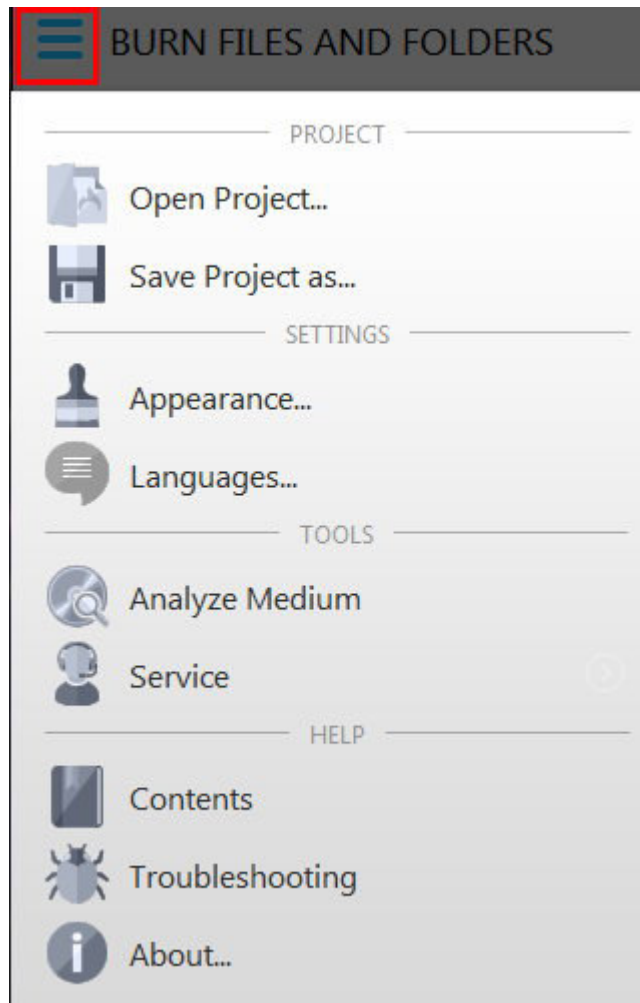 BURN FILES AND FOLDERS
PROJECT
Open Project...
Save Project as...
SETTINGS
Appearance...
Languages...
TOOLS
Analyze Medium
Service
HELP
Contents
Troubleshooting
About...